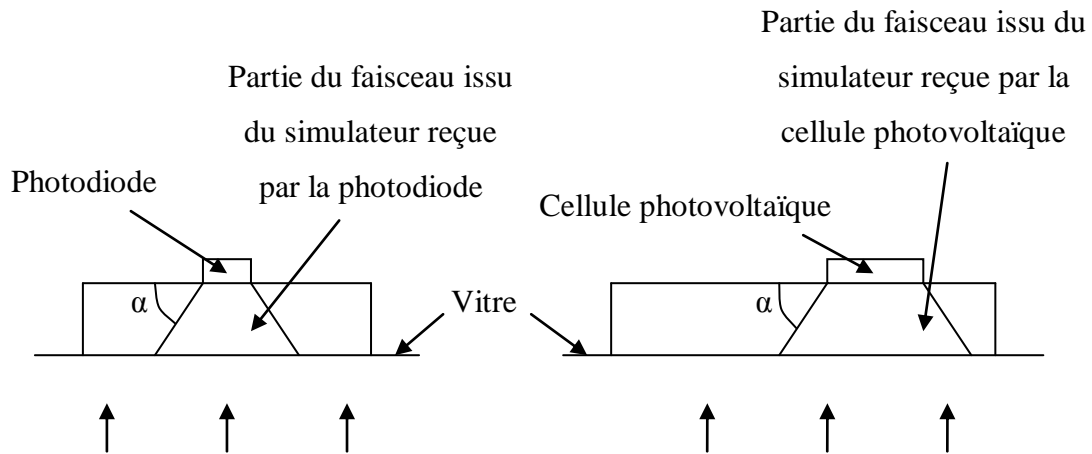 Partie du faisceau issu
du simulateur reçue
par la photodiode
Photodiode
Partie du faisceau issu du
simulateur reçue par la
cellule photovoltaïque
Cellule photovoltaïque
α
Vitre
α